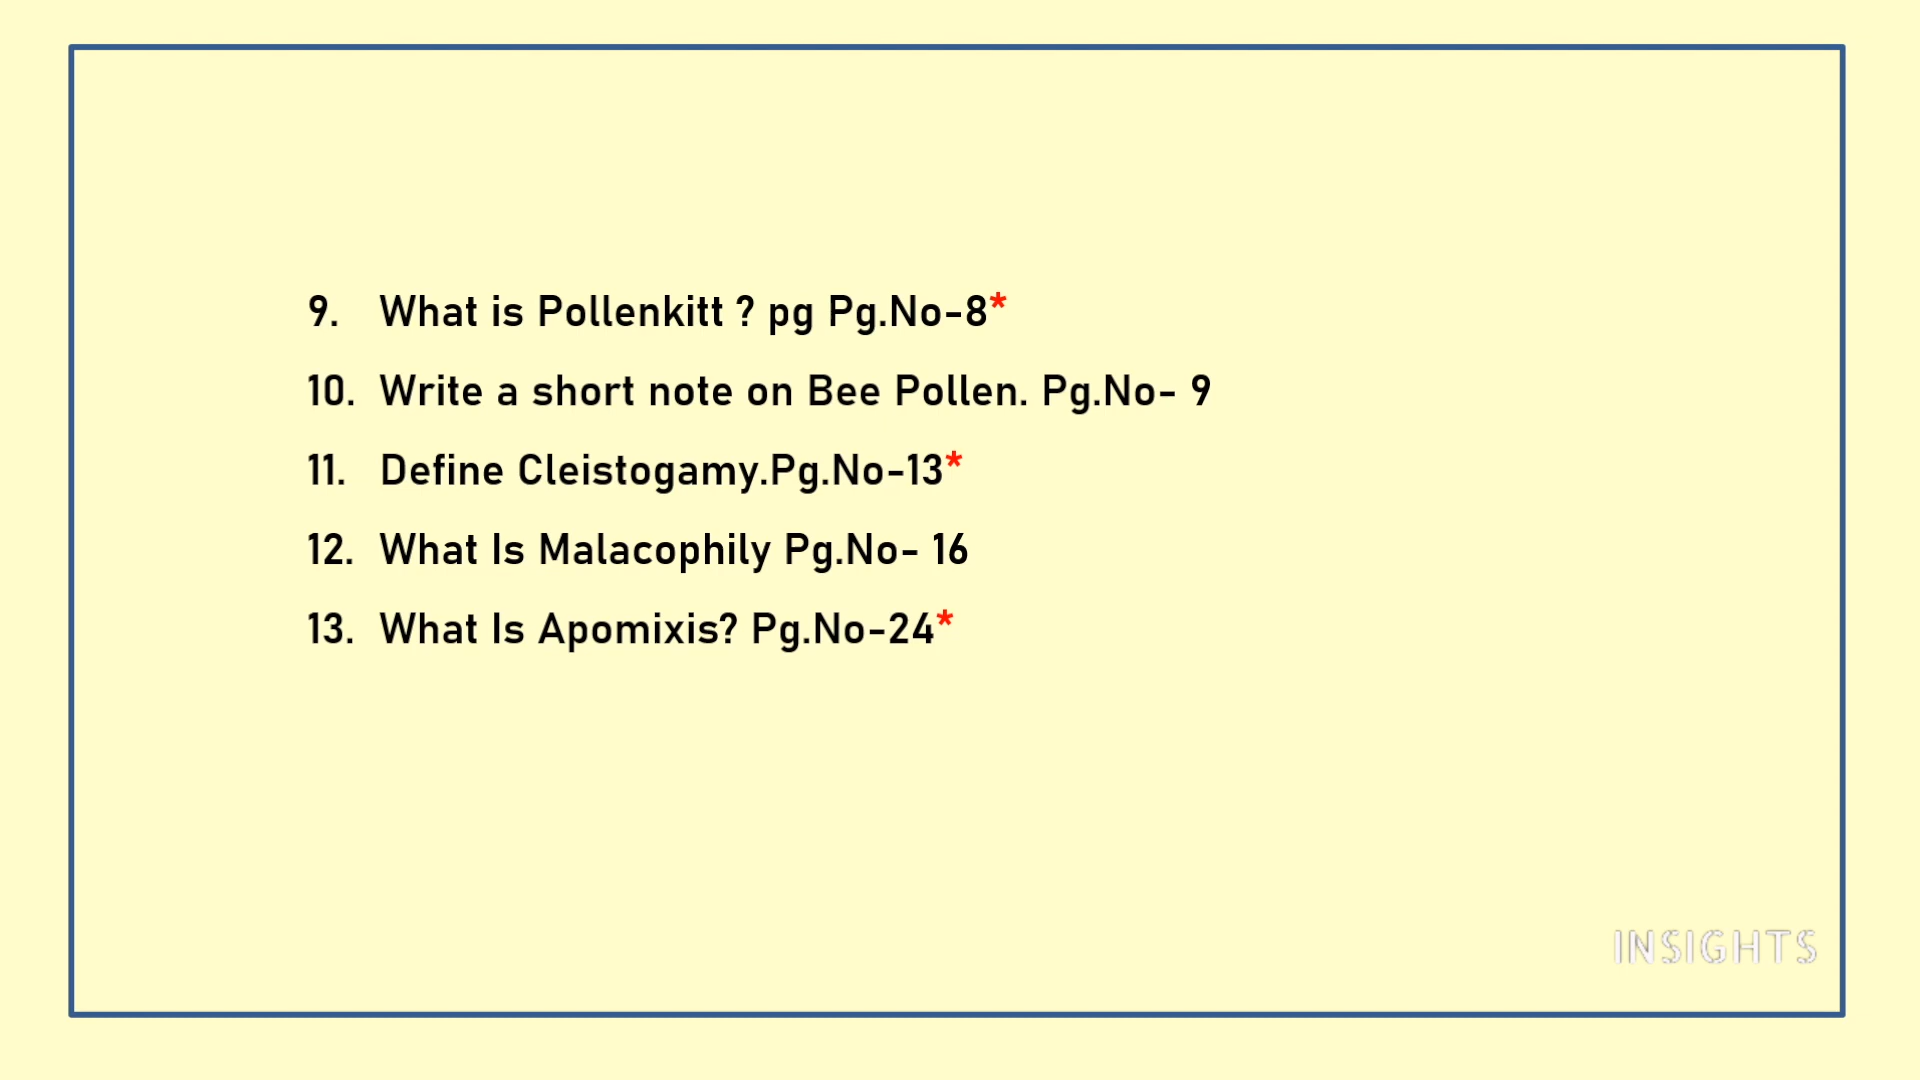 9. What is Pollenkitt ? pg Pg.No-8*
10. Write a short note on Bee Pollen. Pg.No- 9
11. Define Cleistogamy.Pg.No-13*
12. What Is Malacophily Pg.No- 16
13. What Is Apomixis? Pg.No-24*
INSIGHTS